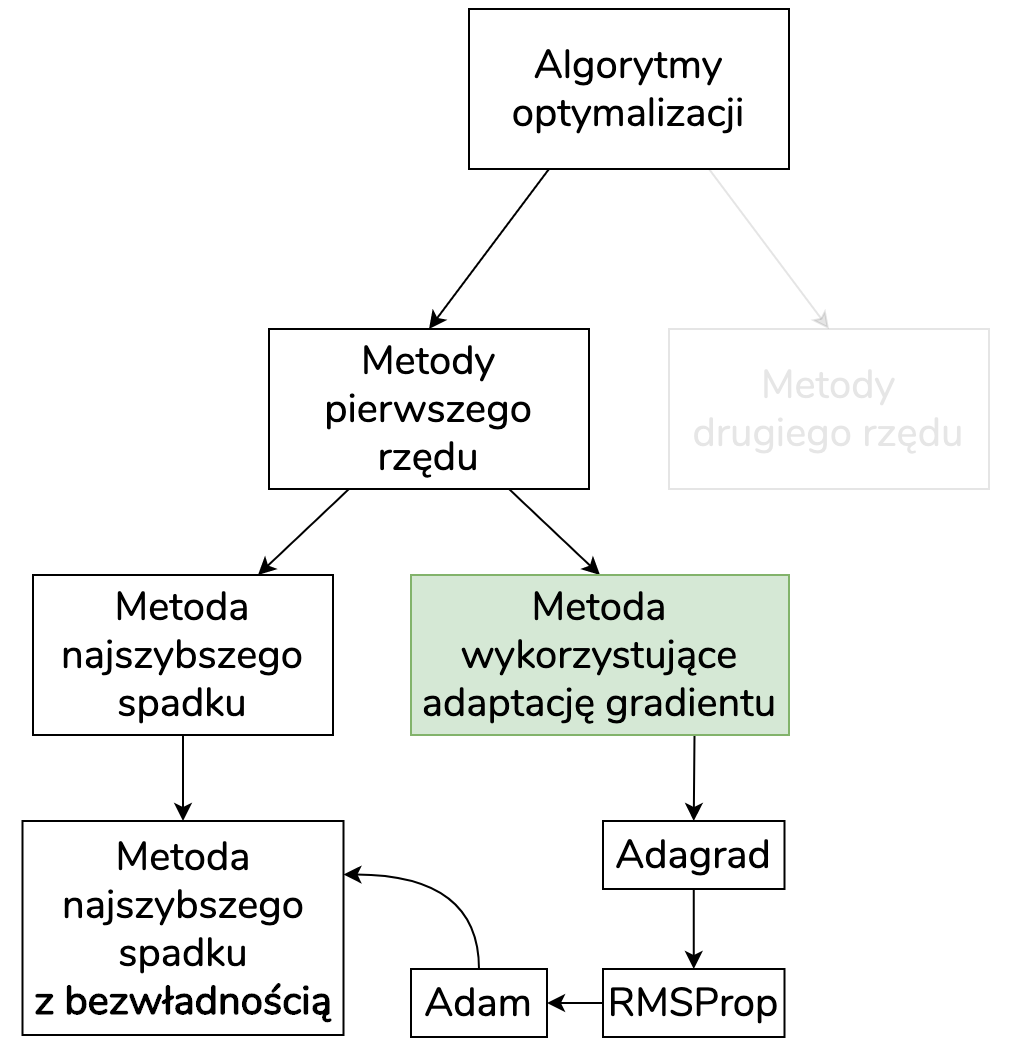 Algorytmy
optymalizacji
Metody
pierwszego
rzędu
Metody
drugiego rzędu
Metoda
najszybszego
spadku
Metoda
wykorzystujące
adaptację gradientu
Metoda
najszybszego
spadku
z bezwładnością
Adagrad
Adam
RMSProp